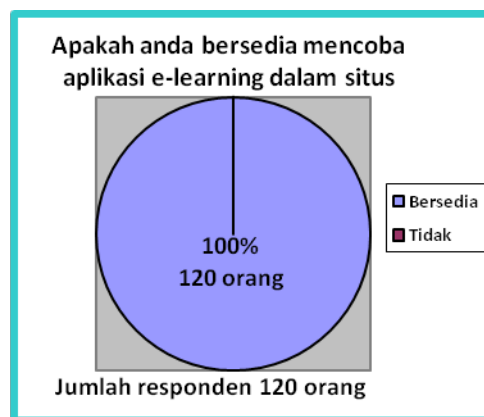 Apakah anda bersedia mencoba
aplikasi e-learning dalam situs
100%
120 orang
Bersedia
Tidak
Jumlah responden 120 orang